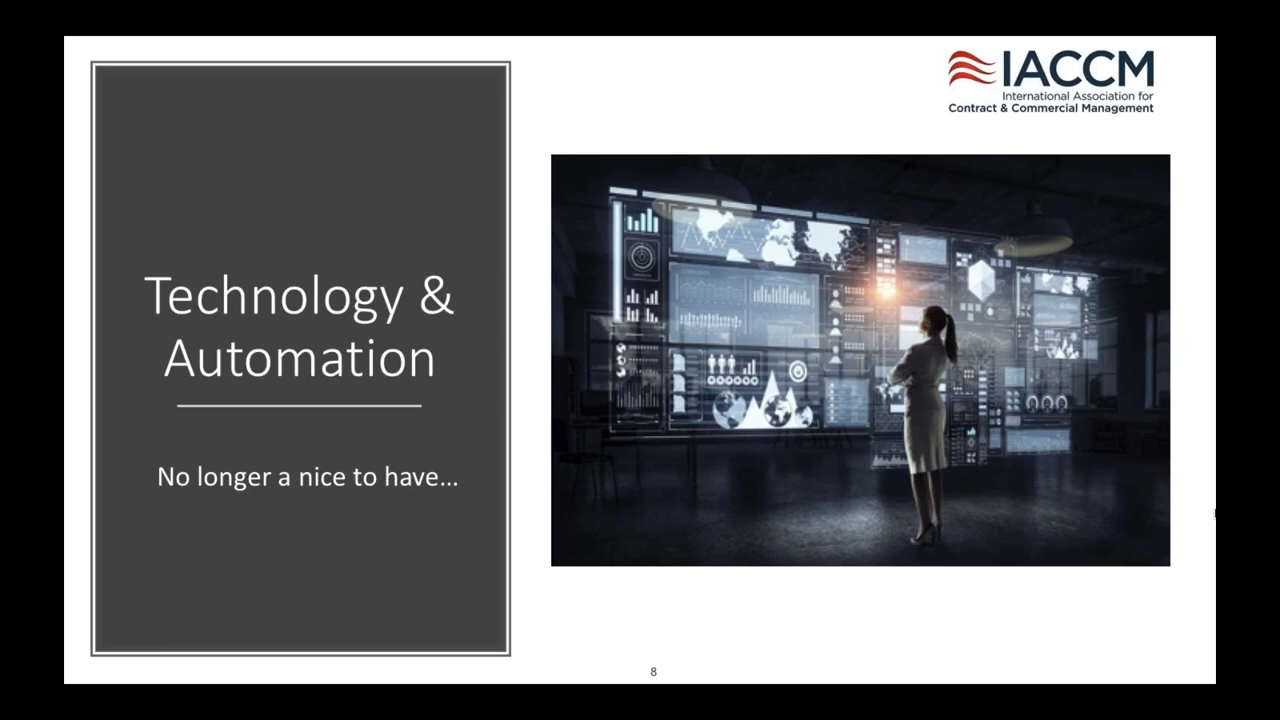 IACCM
International Association for
Contract & Commercial Management
Technology &
Automation
No longer a nice to have...
8